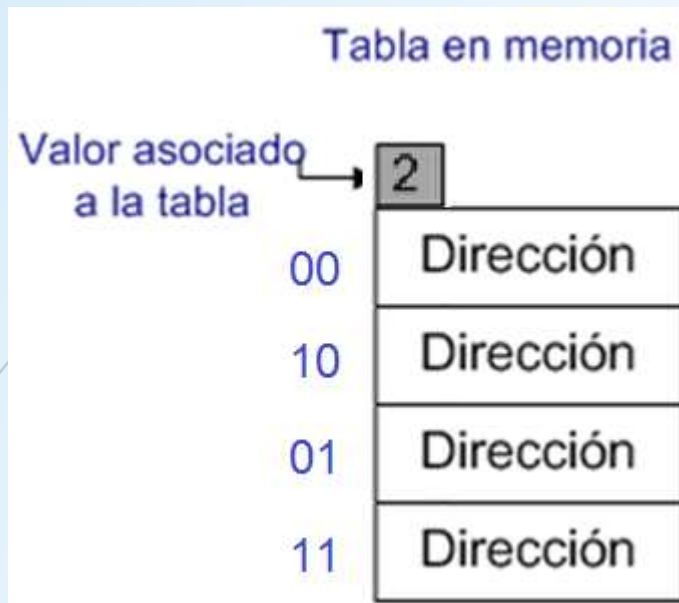 Tabla en memoria
Valor asociado
a la tabla
2
00 Dirección
10 Dirección
01 Dirección
11 Dirección